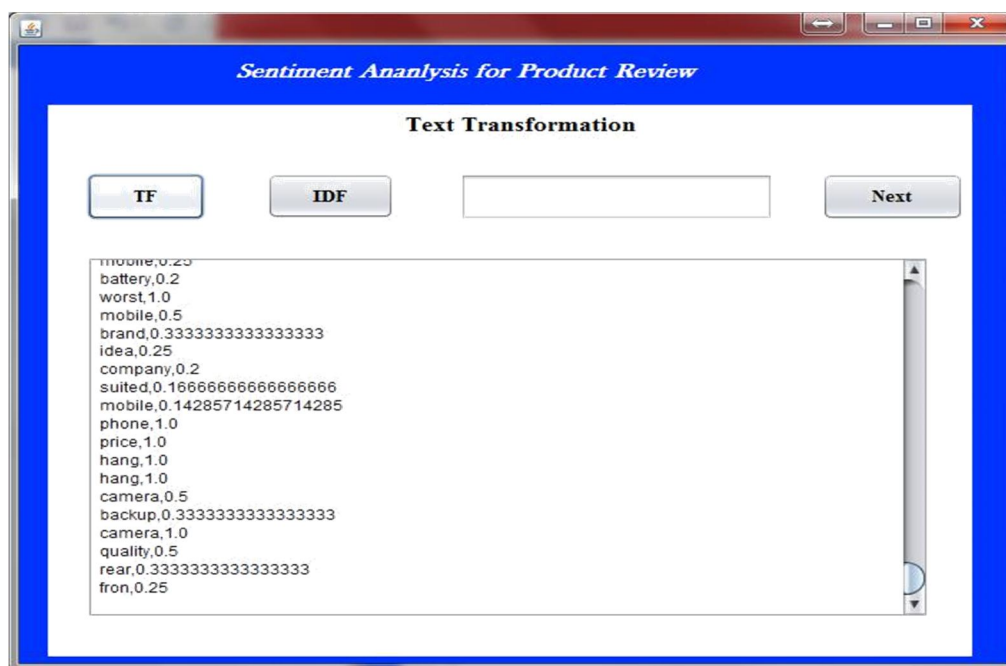 Sentiment Ananlysis for Product Review
Text Transformation
TF IDF Next
mobile,0.25
battery,0.2
worst,1.0
mobile,0.5
brand,0.3333333333333333
idea,0.25
company,0.2
suited,0.16666666666666666
mobile,0.14285714285714285
phone,1.0
price,1.0
hang,1.0
hang,1.0
camera,0.5
backup,0.3333333333333333
camera,1.0
quality,0.5
rear,0.3333333333333333
fron,0.25